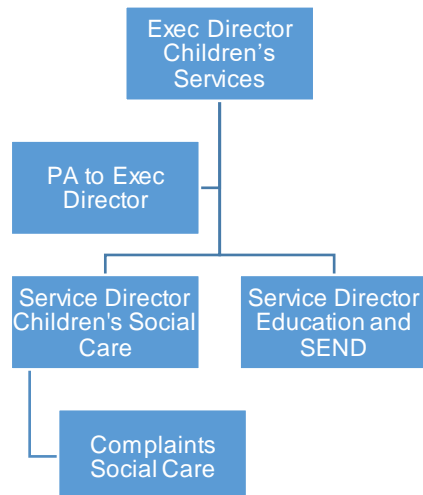 Exec Director
Children’s
Services
PA to Exec
Director
Service Director
Children's Social
Care
Service Director
Education and
SEND
Complaints
Social Care